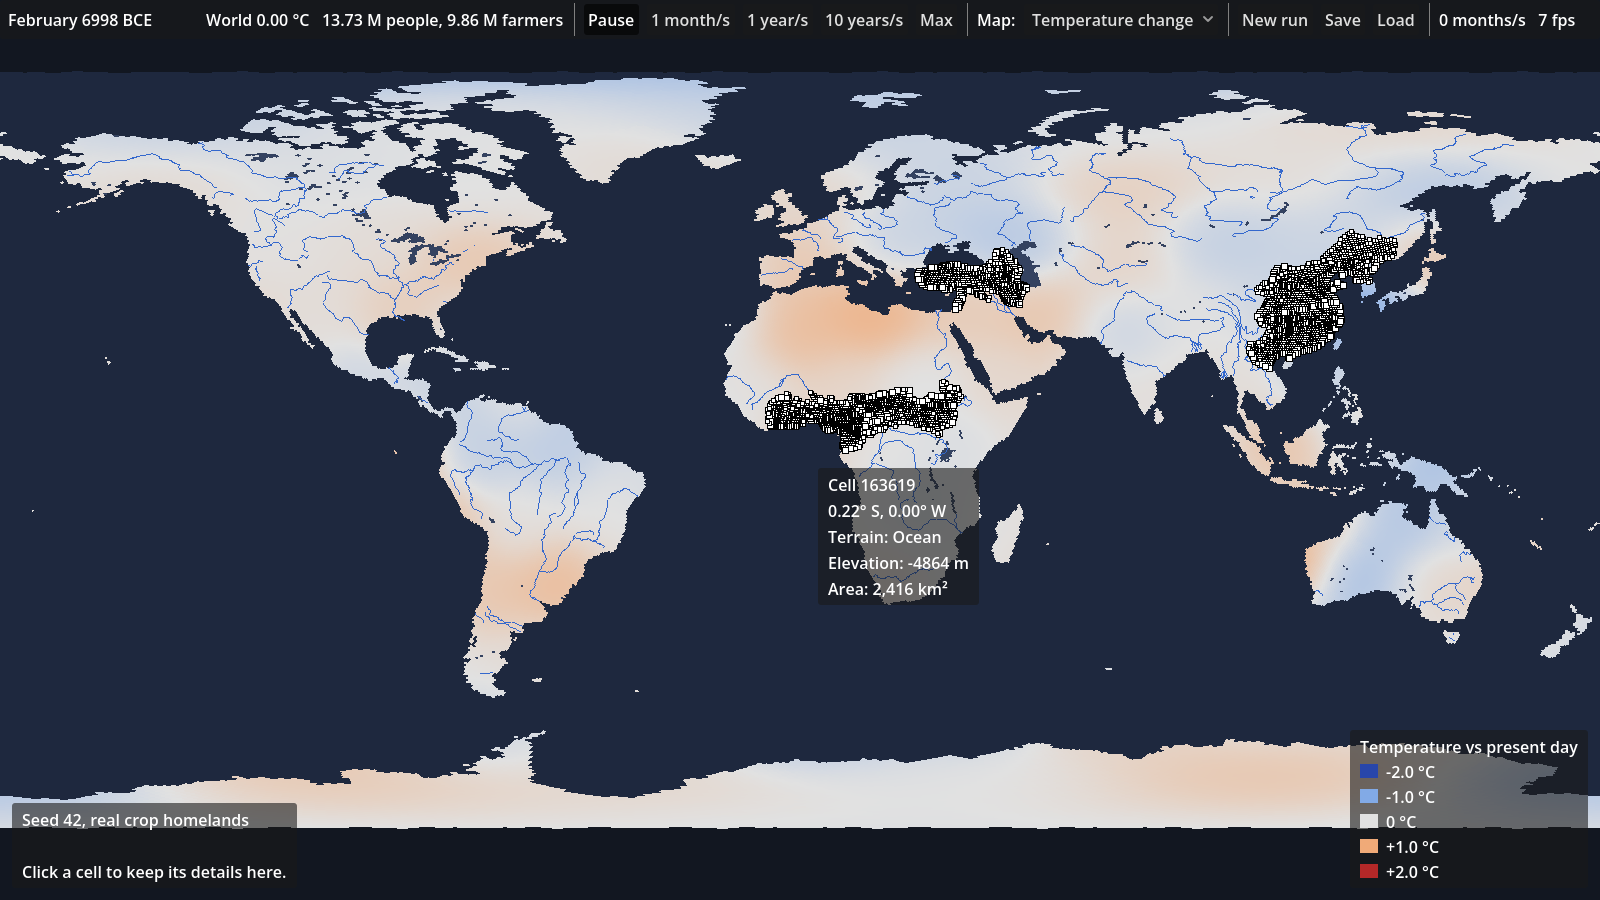 February 6998 BCE World 0.00 °C 13.73 M people, 9.86 M farmers Pause 1 month/s 1 year/s 10 years/s Max Map: Temperature change New run Save Load 0 months/s 7 fps
Cell 163619
0.22° S, 0.00° W
Terrain: Ocean
Elevation: -4864 m
Area: 2,416 km²
Temperature vs present day
-2.0 °C
-1.0 °C
0 °C
+1.0 °C
+2.0 °C
Seed 42, real crop homelands
Click a cell to keep its details here.